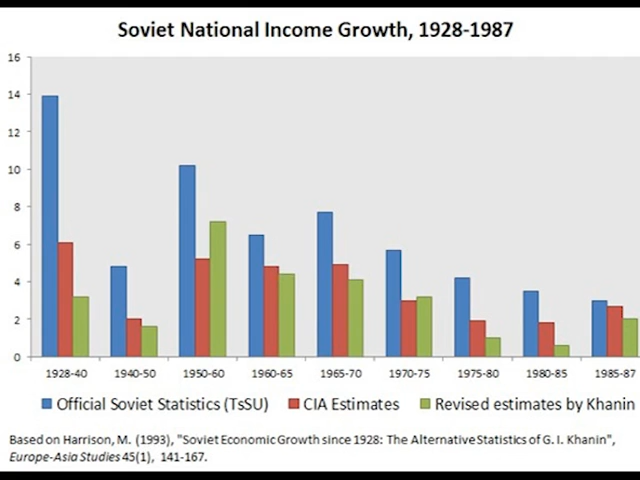 Soviet National Income Growth, 1928-1987
16
14
12
10
8
6
4
2
0
1928-40 1940-50 1950-60 1960-65 1965-70 1970-75 1975-80 1980-85 1985-87
Official Soviet Statistics (TsSU) CIA Estimates Revised estimates by Khanin
Based on Harrison, M. (1993), "Soviet Economic Growth since 1928: The Alternative Statistics of G. I. Khanin",
Europe-Asia Studies 45(1), 141-167.